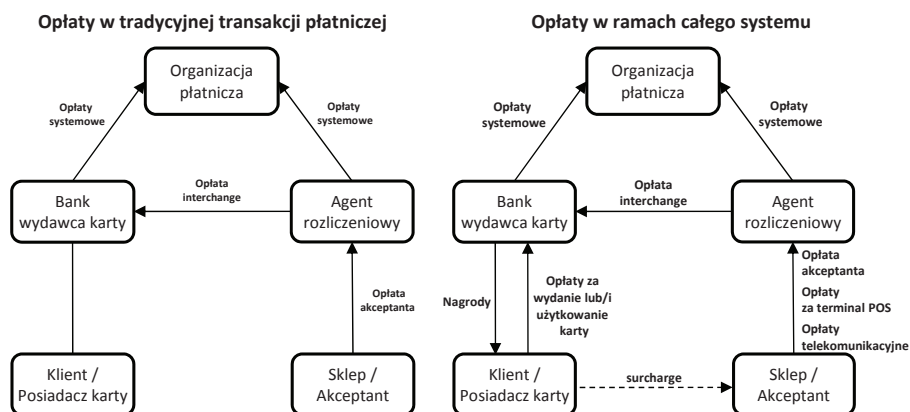 Opłaty w tradycyjnej transakcji płatniczej
Organizacja
płatnicza
Opłaty
systemowe
Opłaty
systemowe
Bank
wydawca karty
Opłata
interchange
Agent
rozliczeniowy
Opłata
akceptanta
Klient /
Posiadacz karty
Sklep /
Akceptant
Opłaty w ramach całego systemu
Organizacja
płatnicza
Opłaty
systemowe
Opłaty
systemowe
Bank
wydawca karty
Opłata
interchange
Agent
rozliczeniowy
Nagrody
Opłaty za
wydanie lub/i
użytkowanie
karty
Opłata
akceptanta
Opłaty
za terminal POS
Opłaty
telekomunikacyjne
Klient /
Posiadacz karty
surcharge
Sklep /
Akceptant